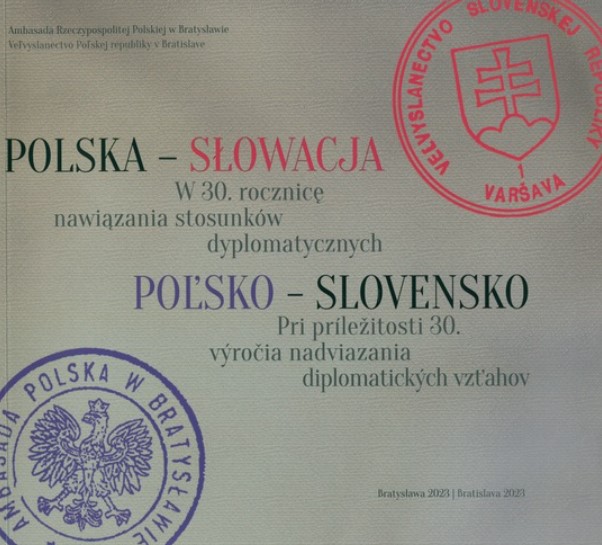 Ambasada Rzeczypospolitej Polskiej w Bratysławie
Veľvyslanectvo Poľskej republiky v Bratislave
VEĽVYSLANECTVO SLOVENSKEJ REPUBLIKY
1
VARŠAVA
POLSKA – SŁOWACJA
W 30. rocznicę
nawiązania stosunków
dyplomatycznych
POĽSKO – SLOVENSKO
Pri príležitosti 30.
výročia nadviazania
diplomatických vzťahov
AMBASADA POLSKA W BRATYSŁAWIE
Bratysława 2023 | Bratislava 2023